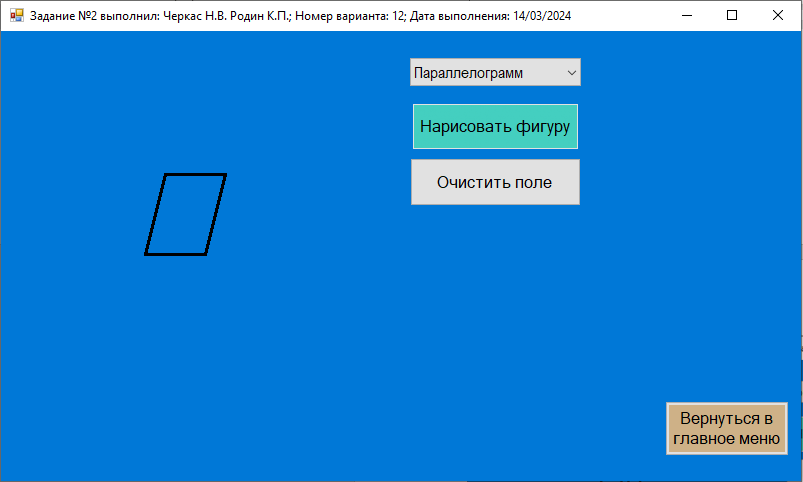 Задание №2 выполнил: Черкас Н.В. Родин К.П.; Номер варианта: 12; Дата выполнения: 14/03/2024
Параллелограмм
Нарисовать фигуру
Очистить поле
Вернуться в
главное меню